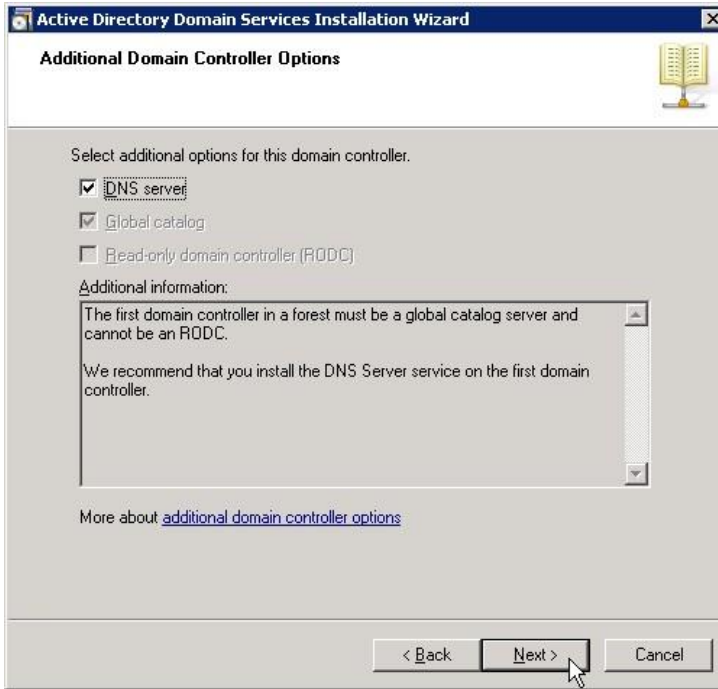 Active Directory Domain Services Installation Wizard
Additional Domain Controller Options
Select additional options for this domain controller.
DNS server
Global catalog
Read-only domain controller (RODC)
Additional information:
The first domain controller in a forest must be a global catalog server and
cannot be an RODC.
We recommend that you install the DNS Server service on the first domain
controller.
More about additional domain controller options
< Back Next > Cancel